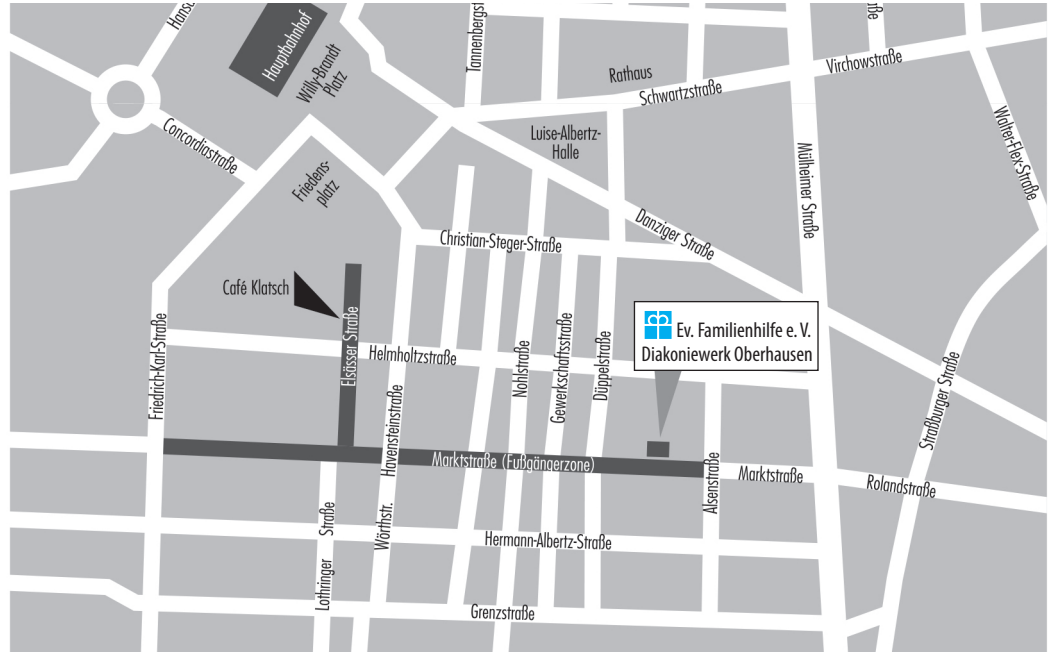 Hauptbahnhof
Willy-Brandt
Platz
Tannenbergst
Rathaus
Schwartzstraße
Virchowstraße
Walter-Flex-Straße
Concordiastraße
Friedens-
platz
Luise-Albertz-
Halle
Mülheimer Straße
Danziger Straße
Christian-Steger-Straße
Café Klatsch
Elsässer Straße
Friedrich-Karl-Straße
Helmholtzstraße
Havensteinstraße
Nohlstraße
Gewerkschaftsstraße
Düppelstraße
Ev. Familienhilfe e. V.
Diakoniewerk Oberhausen
Straßburger Straße
Marktstraße (Fußgängerzone)
Alsenstraße
Marktstraße
Rolandstraße
Lothringer Straße
Wörthstr.
Hermann-Albertz-Straße
Grenzstraße